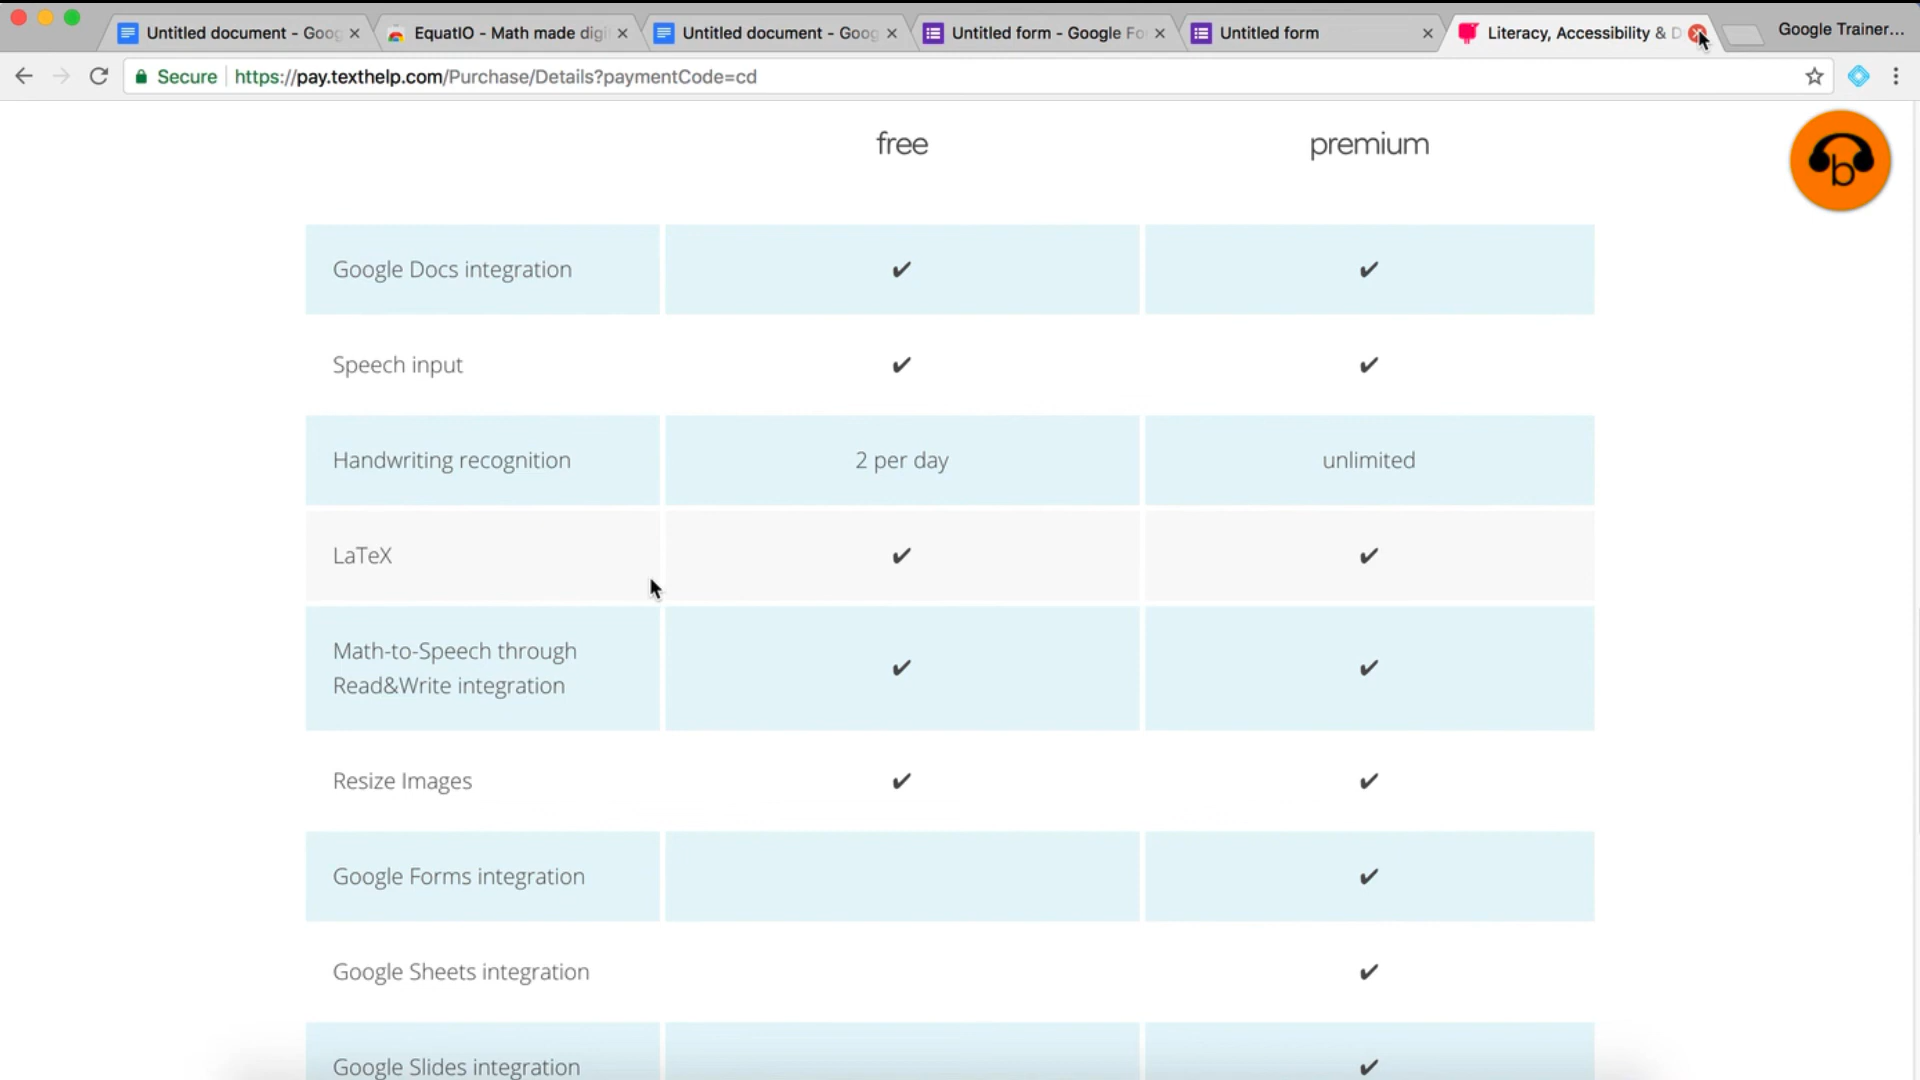 Untitled document - Goog
EquatIO - Math made digi
Untitled document - Goog
Untitled form - Google Fo
Untitled form
Literacy, Accessibility & D
Google Trainer...
Secure https://pay.texthelp.com/Purchase/Details?paymentCode=cd
free premium
b
Google Docs integration ✔ ✔
Speech input ✔ ✔
Handwriting recognition 2 per day unlimited
LaTeX ✔ ✔
Math-to-Speech through
Read&Write integration ✔ ✔
Resize Images ✔ ✔
Google Forms integration ✔
Google Sheets integration ✔
Google Slides integration ✔